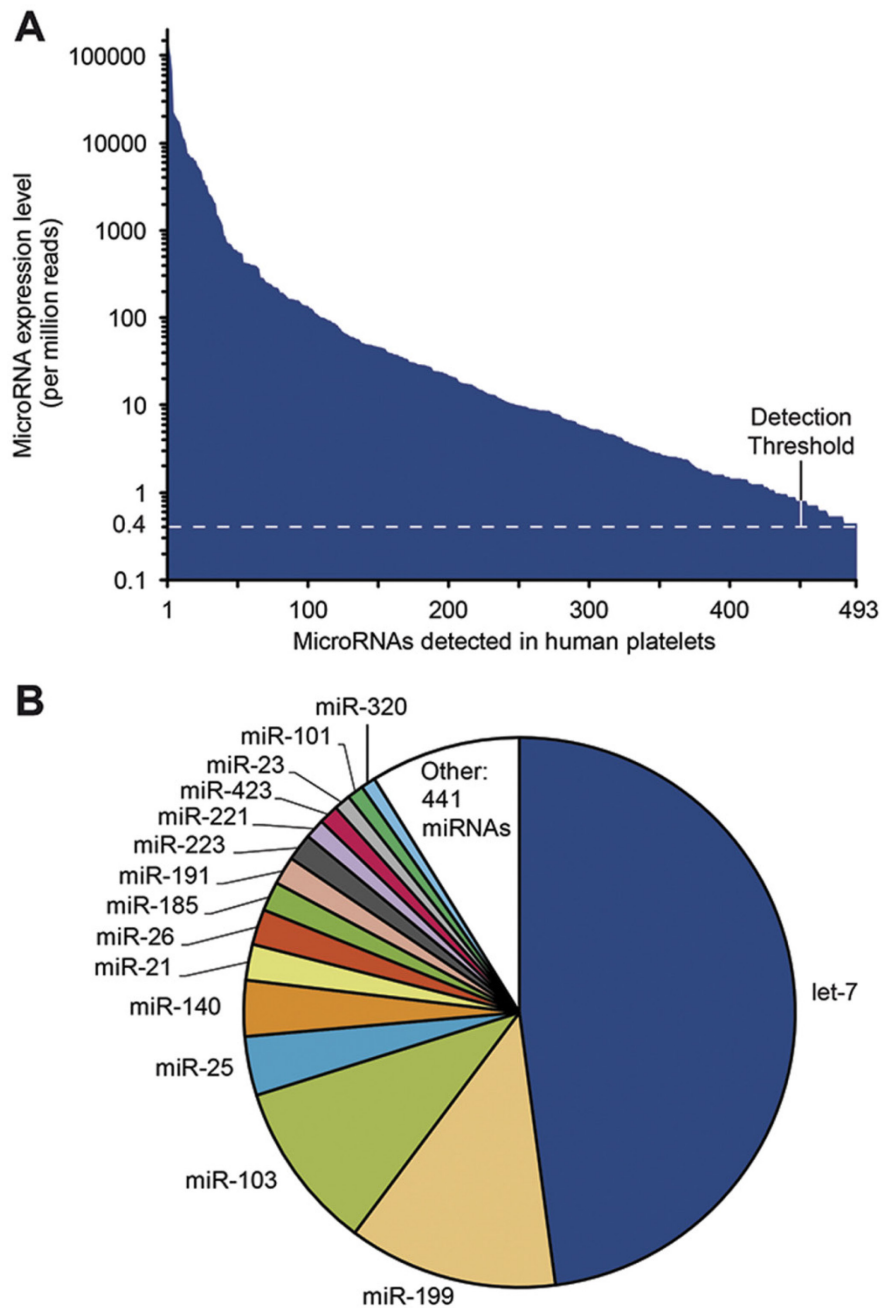 A
MicroRNA expression level
(per million reads)
100000
10000
1000
100
10
1
0.4
0.1
Detection
Threshold
1
100
200
300
400
493
MicroRNAs detected in human platelets
B
miR-320
miR-101
miR-23
miR-423
miR-221
miR-223
miR-191
miR-185
miR-26
miR-21
miR-140
miR-25
miR-103
miR-199
let-7
Other:
441
miRNAs